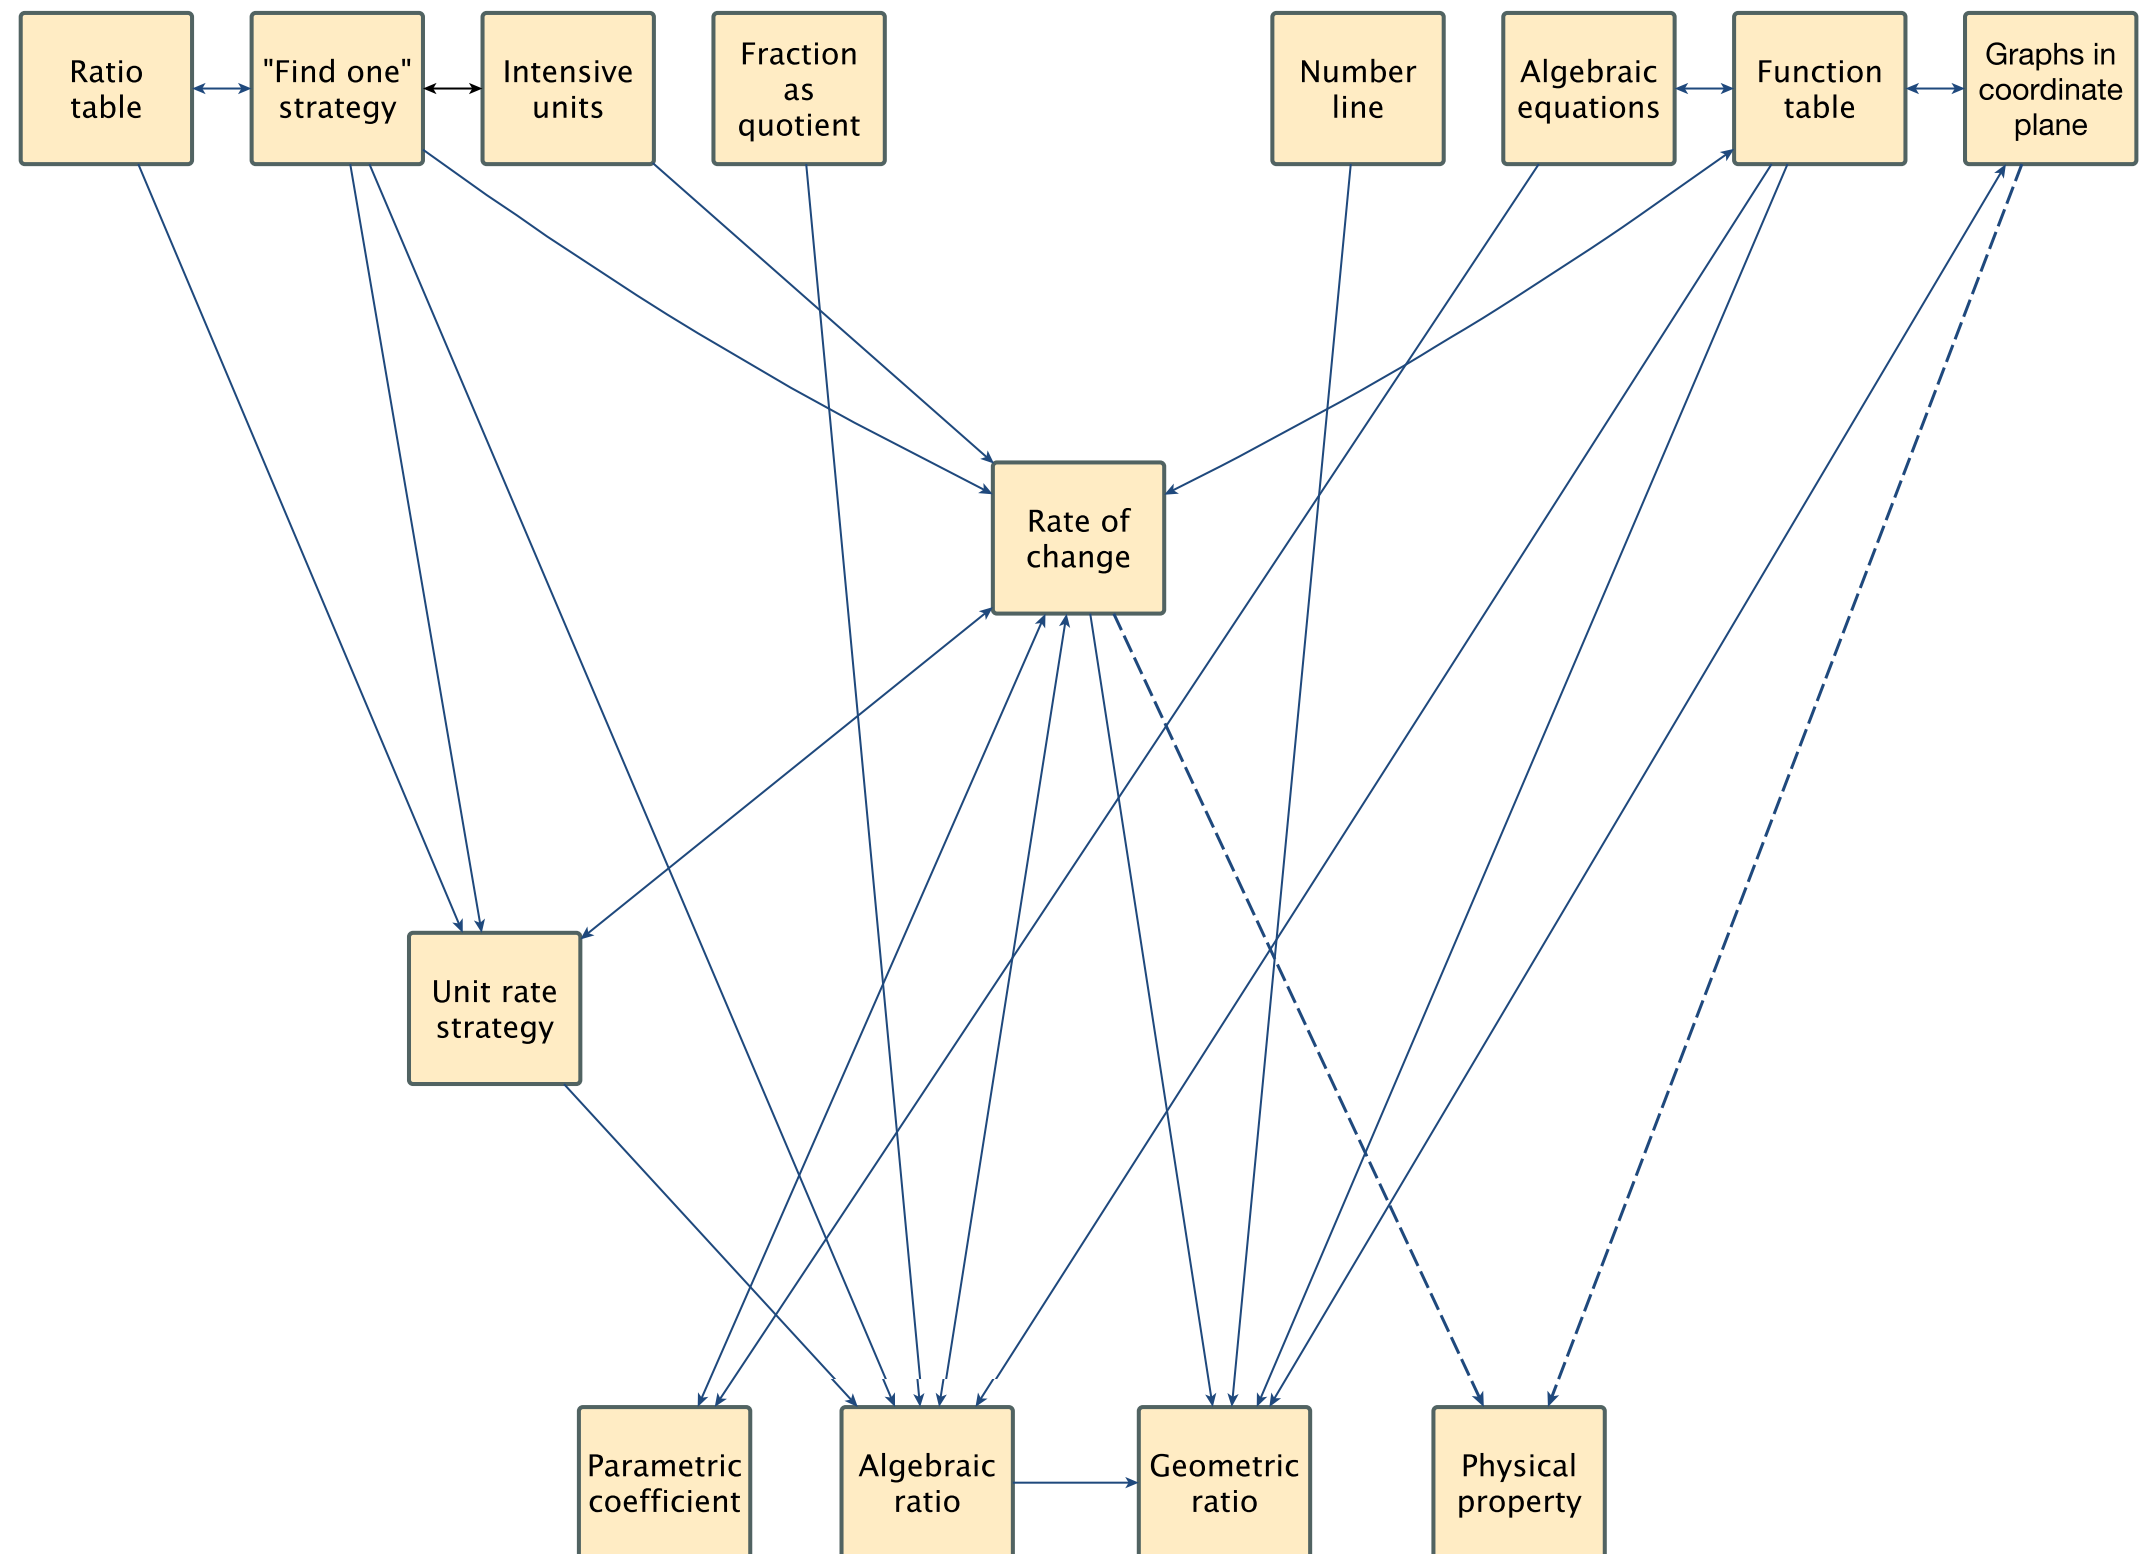 Ratio
table
"Find one"
strategy
Intensive
units
Fraction
as
quotient
Number
line
Algebraic
equations
Function
table
Graphs in
coordinate
plane
Rate of
change
Unit rate
strategy
Parametric
coefficient
Algebraic
ratio
Geometric
ratio
Physical
property